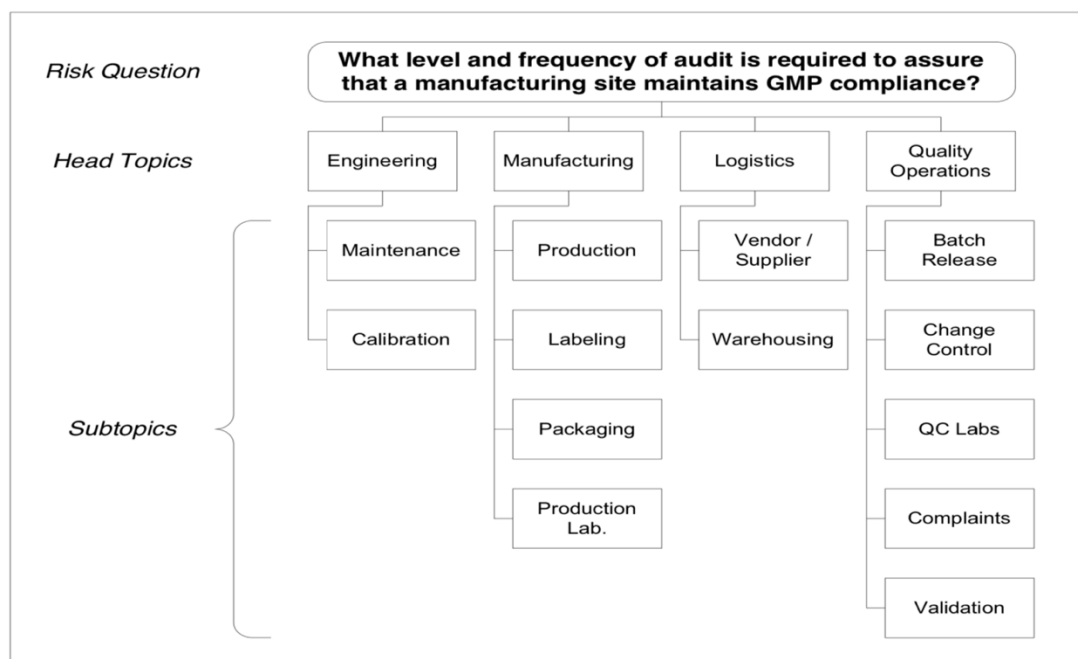 Risk Question
What level and frequency of audit is required to assure
that a manufacturing site maintains GMP compliance?
Head Topics
Engineering
Manufacturing
Logistics
Quality
Operations
Subtopics
Maintenance
Calibration
Production
Labeling
Packaging
Production
Lab.
Vendor /
Supplier
Warehousing
Batch
Release
Change
Control
QC Labs
Complaints
Validation